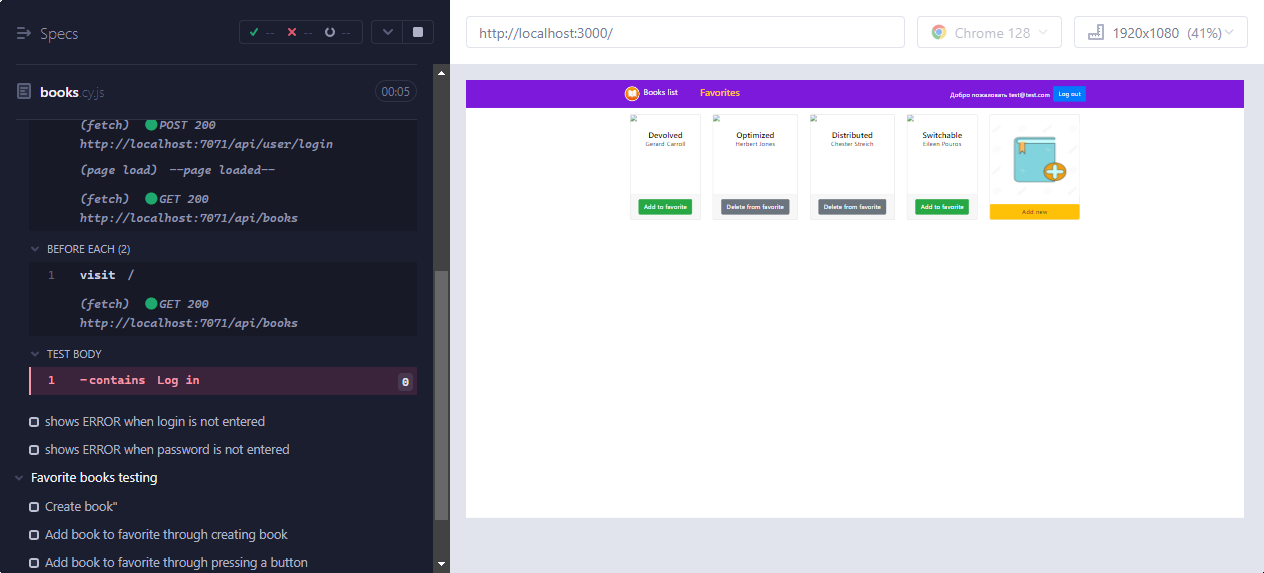 Specs
-- -- --
books.cy.js
00:05
(fetch) POST 200
http://localhost:7071/api/user/login
(page load) --page loaded--
(fetch) GET 200
http://localhost:7071/api/books
BEFORE EACH (2)
1 visit /
(fetch) GET 200
http://localhost:7071/api/books
TEST BODY
1 -contains Log in 0
shows ERROR when login is not entered
shows ERROR when password is not entered
Favorite books testing
Create book"
Add book to favorite through creating book
Add book to favorite through pressing a button
http://localhost:3000/
Chrome 128
1920x1080 (41%)
Books list Favorites
Добро пожаловать test@test.com Log out
Devolved Optimized Distributed Switchable
Gerard Carroll Herbert Jones Chester Streich Eileen Pouros
Add to favorite Delete from favorite Delete from favorite Add to favorite
Add new